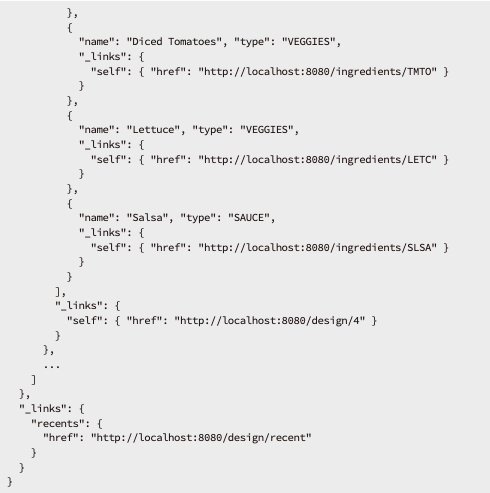 },
{
"name": "Diced Tomatoes", "type": "VEGGIES",
"_links": {
"self": { "href": "http://localhost:8080/ingredients/TMTO" }
}
},
{
"name": "Lettuce", "type": "VEGGIES",
"_links": {
"self": { "href": "http://localhost:8080/ingredients/LETC" }
}
},
{
"name": "Salsa", "type": "SAUCE",
"_links": {
"self": { "href": "http://localhost:8080/ingredients/SLSA" }
}
}
],
"_links": {
"self": { "href": "http://localhost:8080/design/4" }
}
},
...
]
},
"_links": {
"recents": {
"href": "http://localhost:8080/design/recent"
}
}
}